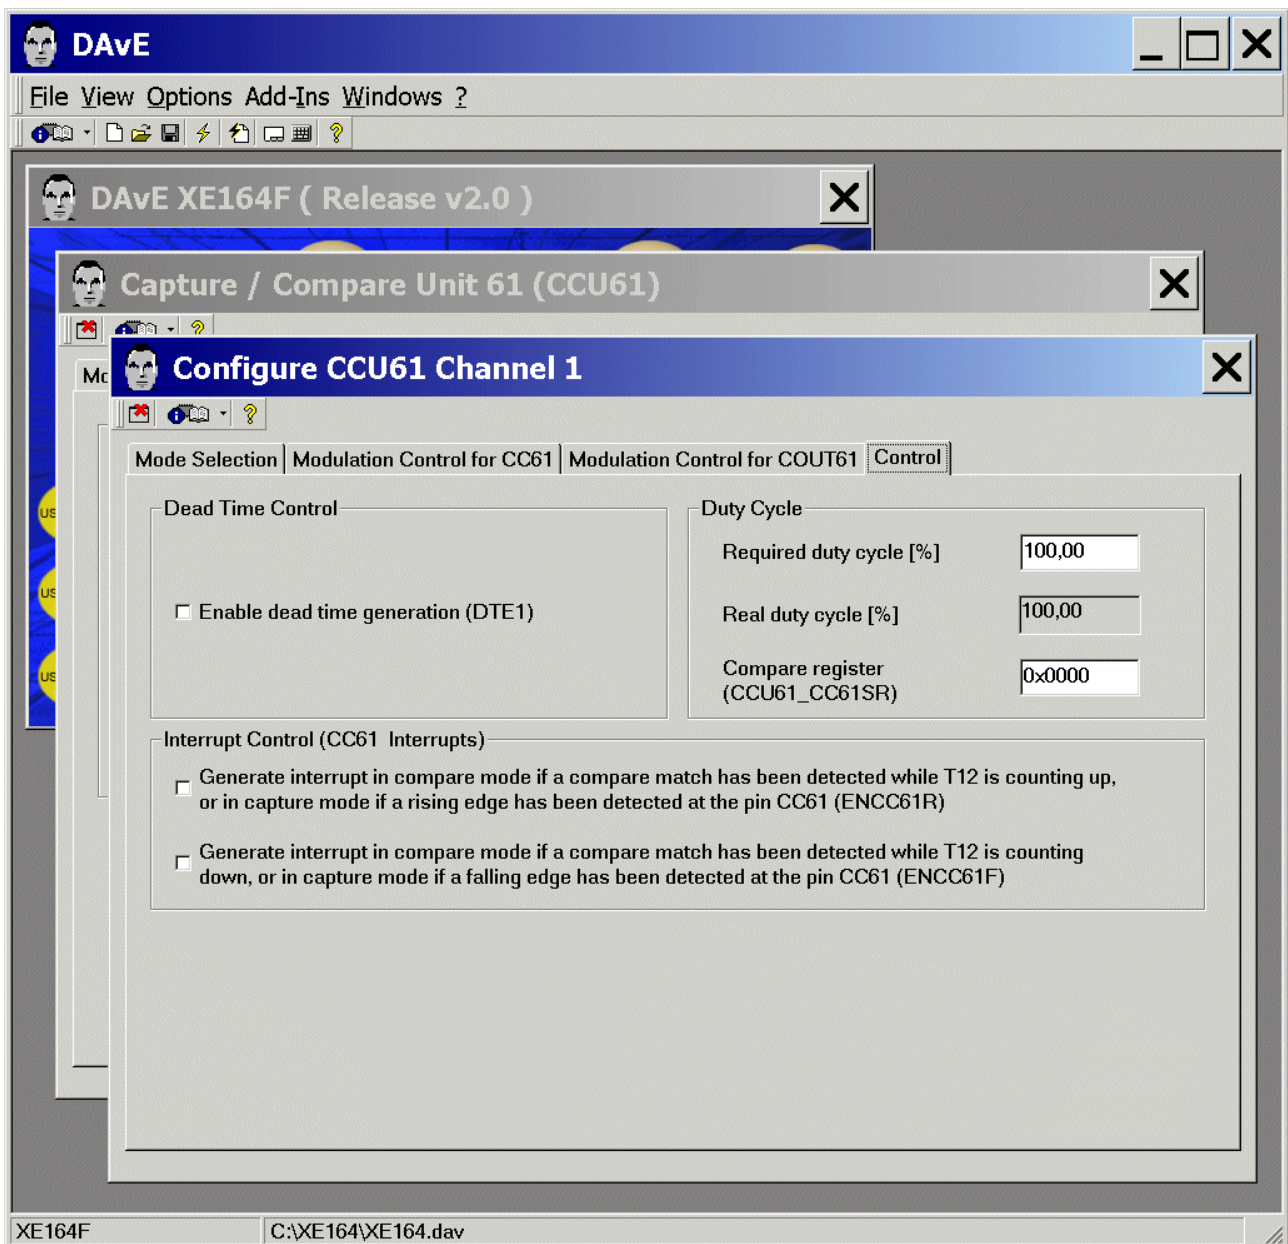 DAvE
File View Options Add-Ins Windows ?
DAvE XE164F ( Release v2.0 )
Capture / Compare Unit 61 (CCU61)
Configure CCU61 Channel 1
Mode Selection Modulation Control for CC61 Modulation Control for COUT61 Control
Dead Time Control
Enable dead time generation (DTE1)
Duty Cycle
Required duty cycle [%] 100,00
Real duty cycle [%] 100,00
Compare register
(CCU61_CC61SR) 0x0000
Interrupt Control (CC61 Interrupts)
Generate interrupt in compare mode if a compare match has been detected while T12 is counting up,
or in capture mode if a rising edge has been detected at the pin CC61 (ENCC61R)
Generate interrupt in compare mode if a compare match has been detected while T12 is counting
down, or in capture mode if a falling edge has been detected at the pin CC61 (ENCC61F)
XE164F C:\XE164\XE164.dav